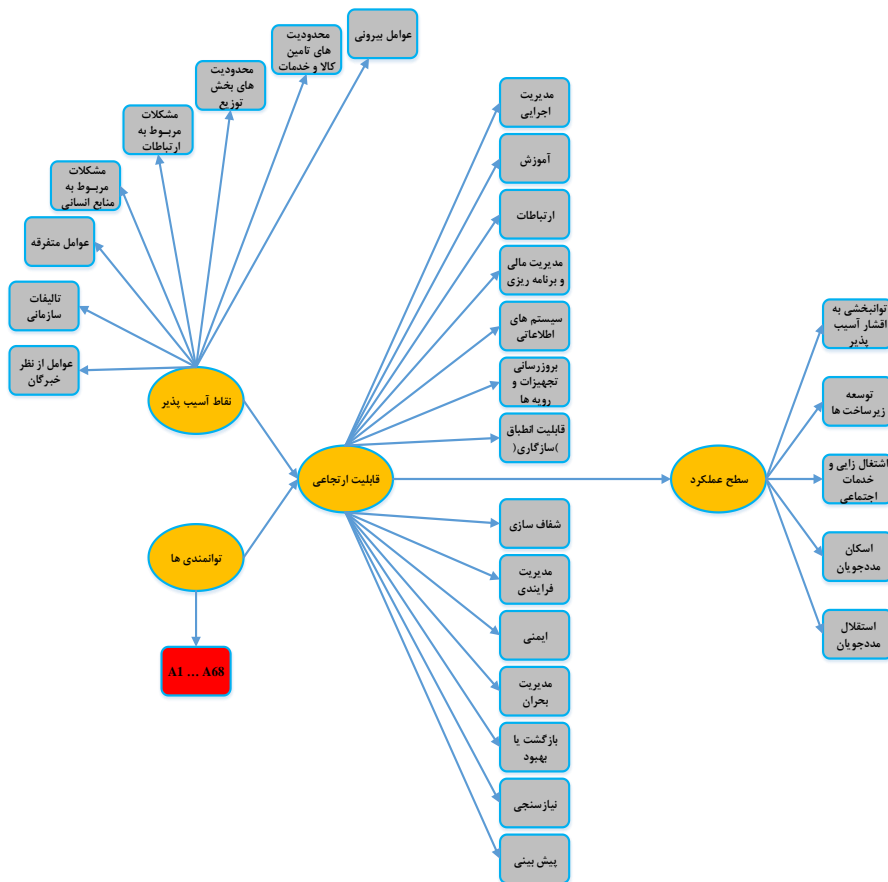 عوامل بیرونی
محدودیت
های تامین
کالا و خدمات
محدودیت
های بخش
توزیع
مشکلات
مربوط به
ارتباطات
مشکلات
مربوط به
منابع انسانی
عوامل متفرقه
تالیفات
سازمانی
عوامل از نظر
خبرگان
نقاط آسیب پذیر
توانمندی ها
A1 ... A68
قابلیت ارتجاعی
مدیریت
اجرایی
آموزش
ارتباطات
مدیریت مالی
و برنامه ریزی
سیستم های
اطلاعاتی
بروزرسانی
تجهیزات و
رویه ها
قابلیت انطباق
)سازگاری(
شفاف سازی
مدیریت
فرایندی
ایمنی
مدیریت
بحران
بازگشت یا
بهبود
نیازسنجی
پیش بینی
سطح عملکرد
توانبخشی به
اقشار آسیب
پذیر
توسعه
زیرساخت ها
اشتغال زایی و
خدمات
اجتماعی
اسکان
مددجویان
استقلال
مددجویان